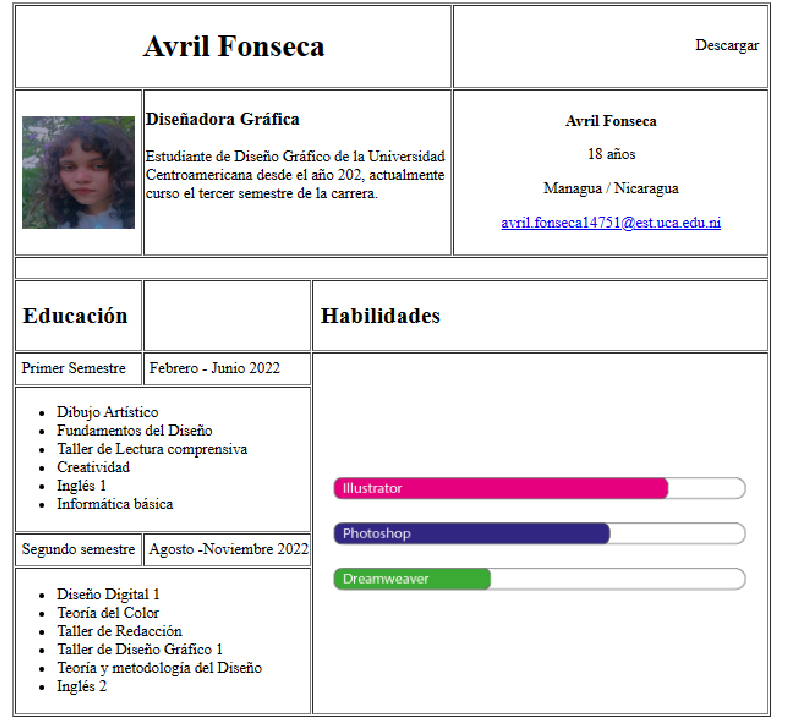 Avril Fonseca
Descargar
Diseñadora Gráfica
Estudiante de Diseño Gráfico de la Universidad
Centroamericana desde el año 202, actualmente
curso el tercer semestre de la carrera.
Avril Fonseca
18 años
Managua / Nicaragua
avril.fonseca14751@est.uca.edu.ni
Educación
Habilidades
Primer Semestre
Febrero - Junio 2022
Dibujo Artístico
Fundamentos del Diseño
Taller de Lectura comprensiva
Creatividad
Inglés 1
Informática básica
Segundo semestre
Agosto -Noviembre 2022
Diseño Digital 1
Teoría del Color
Taller de Redacción
Taller de Diseño Gráfico 1
Teoría y metodología del Diseño
Inglés 2
Illustrator
Photoshop
Dreamweaver